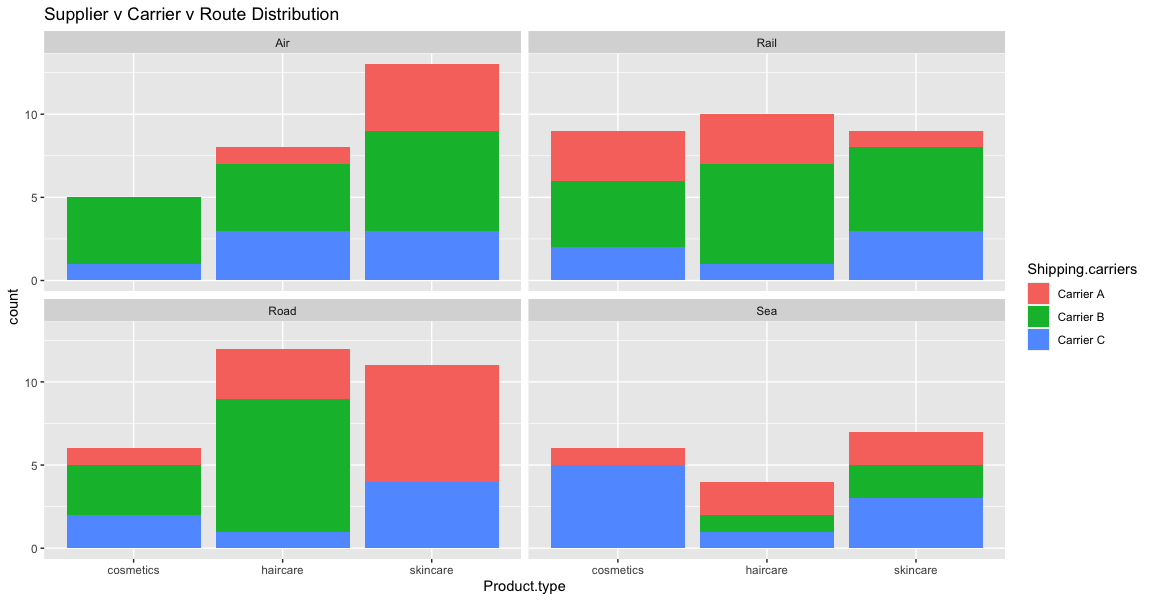 Supplier v Carrier v Route Distribution
Air
Rail
10
5
0
Road
Sea
10
5
0
count
cosmetics
haircare
skincare
cosmetics
haircare
skincare
Product.type
Shipping.carriers
Carrier A
Carrier B
Carrier C